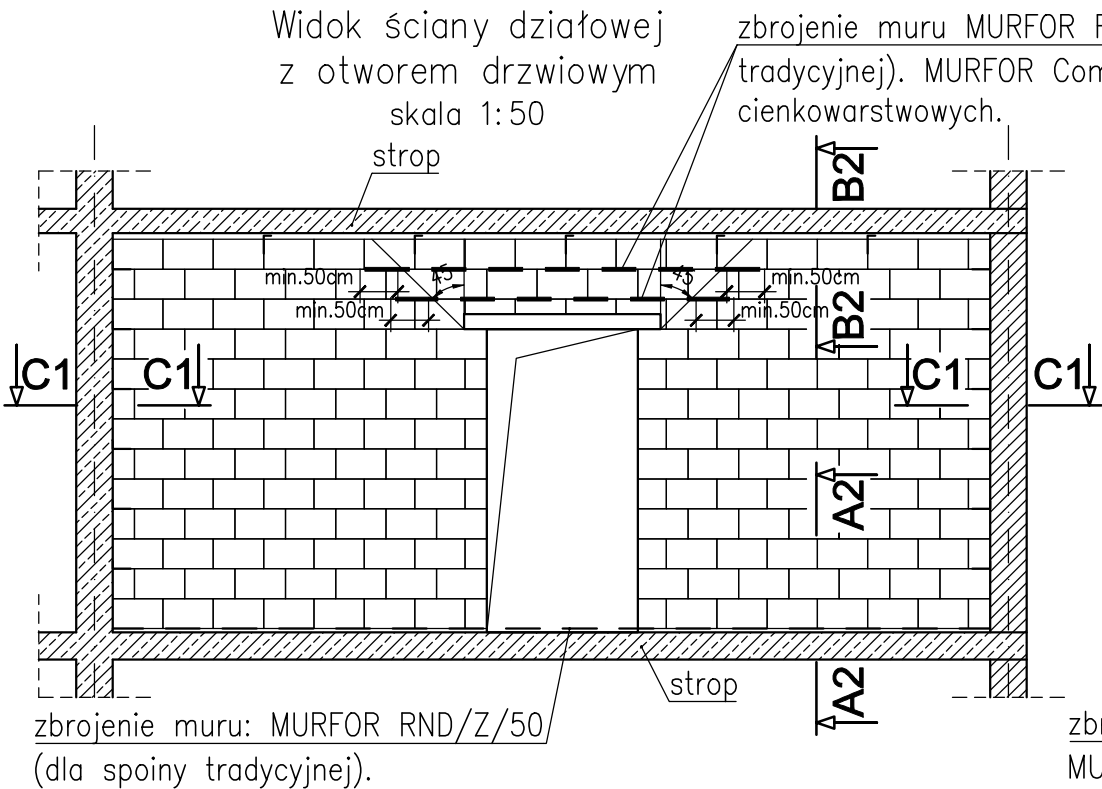 Widok ściany działowej
z otworem drzwiowym
skala 1:50
zbrojenie muru MURFOR
tradycyjnej). MURFOR
cienkowarstwowych.
strop
B2
min.50cm
45
45
min.50cm
min.50cm
min.50cm
B2
C1
C1
C1
C1
A2
strop
A2
zbrojenie muru: MURFOR RND/Z/50
(dla spoiny tradycyjnej).